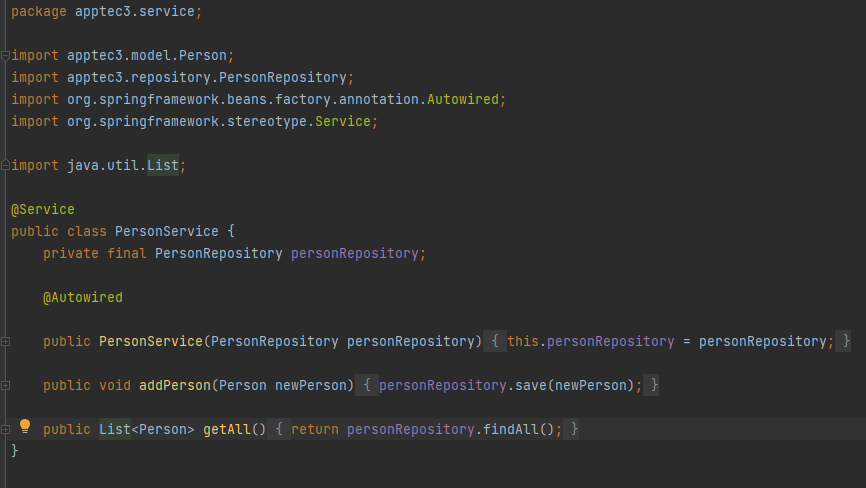 package apptec3.service;
import apptec3.model.Person;
import apptec3.repository.PersonRepository;
import org.springframework.beans.factory.annotation.Autowired;
import org.springframework.stereotype.Service;
import java.util.List;
@Service
public class PersonService {
private final PersonRepository personRepository;
@Autowired
public PersonService(PersonRepository personRepository) { this.personRepository = personRepository; }
public void addPerson(Person newPerson) { personRepository.save(newPerson); }
public List<Person> getAll() { return personRepository.findAll(); }
}